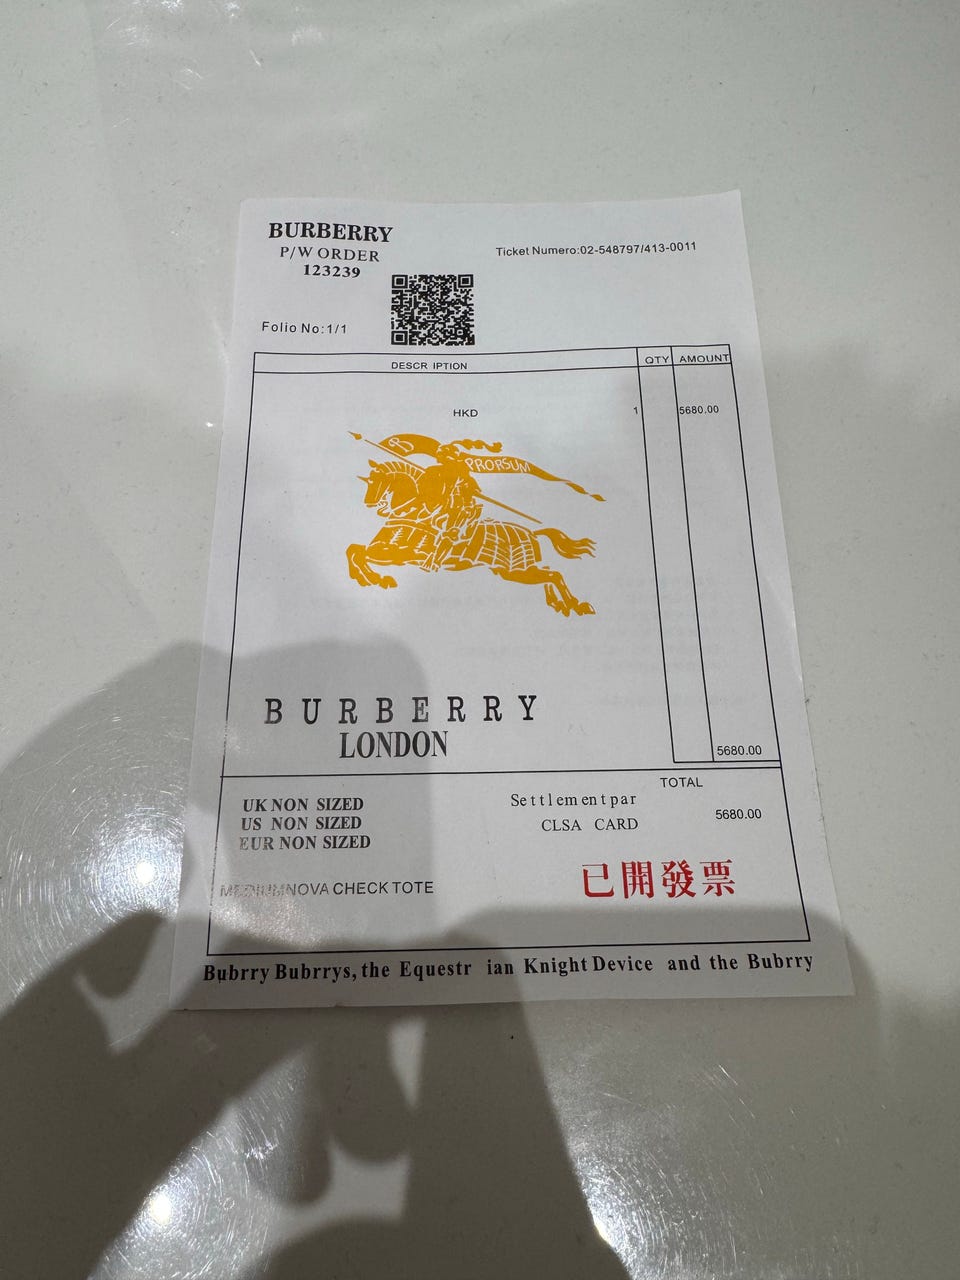 BURBERRY
P/W ORDER
123239
Ticket Numero:02-548797/413-0011
Folio No:1/1
DESCR IPTION QTY AMOUNT
HKD 1 5680.00
B PRORSUM
BURBERRY
LONDON
5680.00
TOTAL
UK NON SIZED
US NON SIZED
EUR NON SIZED
Settlementpar
CLSA CARD
5680.00
MEDIUMNOVA CHECK TOTE
已開發票
Bubrry Bubrrys, the Equestr ian Knight Device and the Bubrry